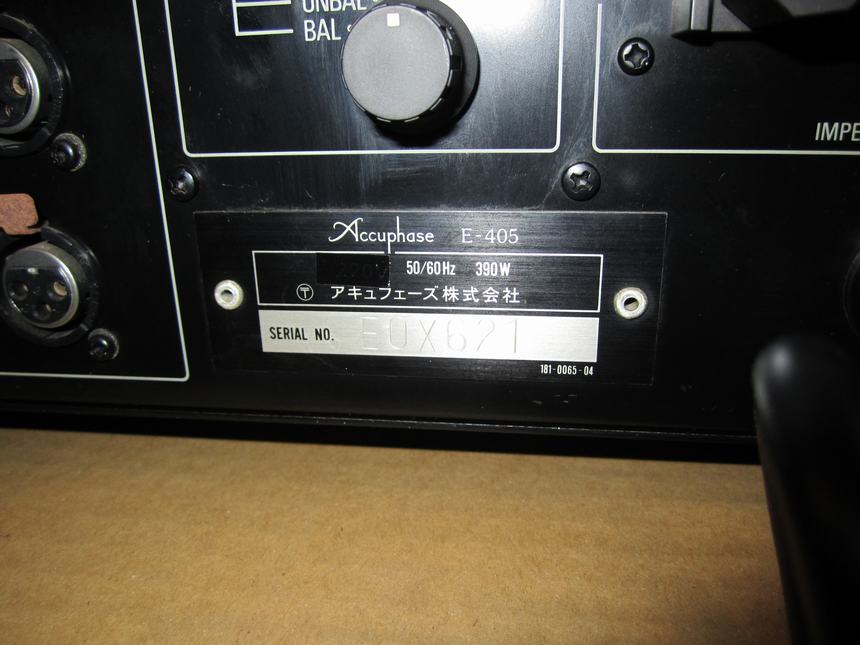 UNBAL
BAL
IMPE
Accuphase E-405
50/60Hz 390W
〒 アキュフェーズ株式会社
SERIAL NO. E0X621
181-0065-04